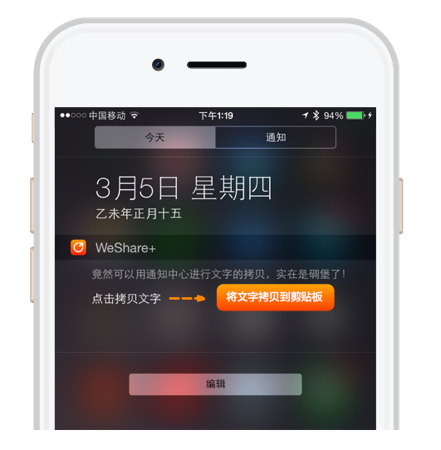 中国移动 下午1:19 94%
今天 通知
3月5日 星期四
乙未年正月十五
WeShare+
竟然可以用通知中心进行文字的拷贝，实在是碉堡了！
点击拷贝文字 将文字拷贝到剪贴板
编辑